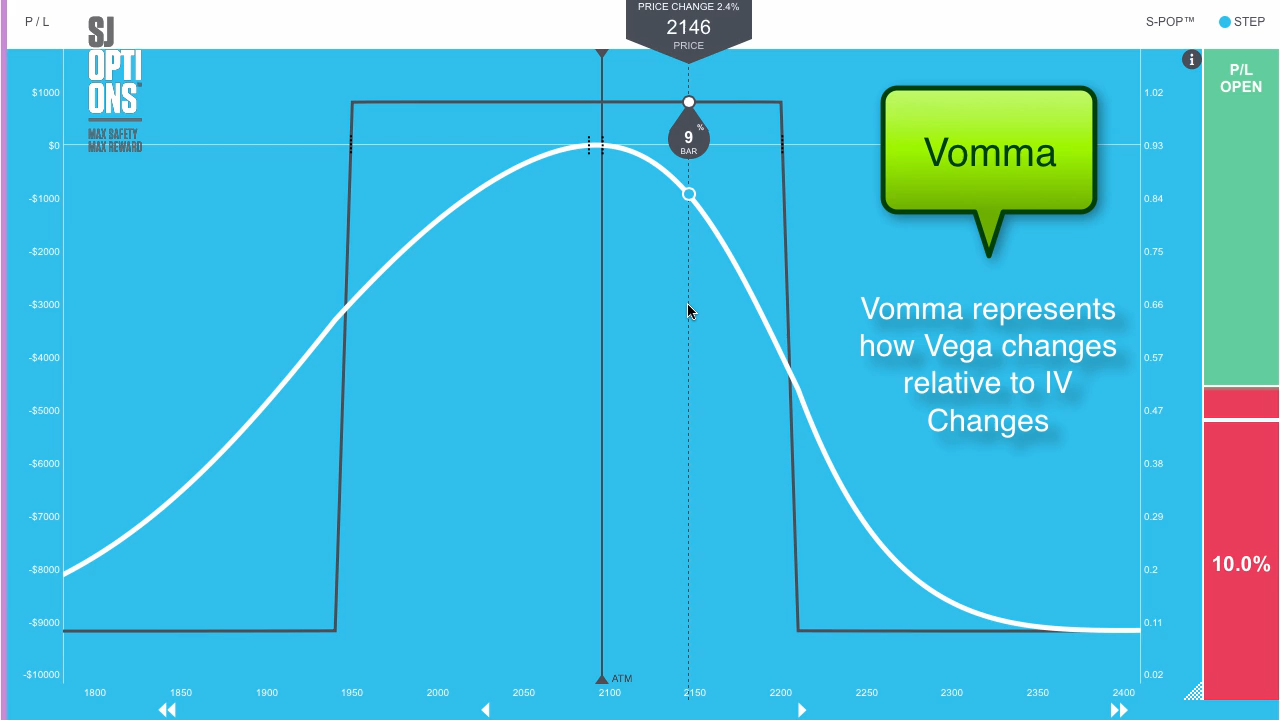 PRICE CHANGE 2.4%
P / L
2146
S-POP™
STEP
PRICE
SJ
OPTI
ONS
MAX SAFETY
MAX REWARD
i
P/L
OPEN
$1000
$0
-$1000
-$2000
-$3000
-$4000
-$5000
-$6000
-$7000
-$8000
-$9000
-$10000
9 %
BAR
Vomma
Vomma represents
how Vega changes
relative to IV
Changes
1.02
0.93
0.84
0.75
0.66
0.57
0.47
0.38
0.29
0.2
0.11
0.02
10.0%
ATM
1800 1850 1900 1950 2000 2050 2100 2150 2200 2250 2300 2350 2400